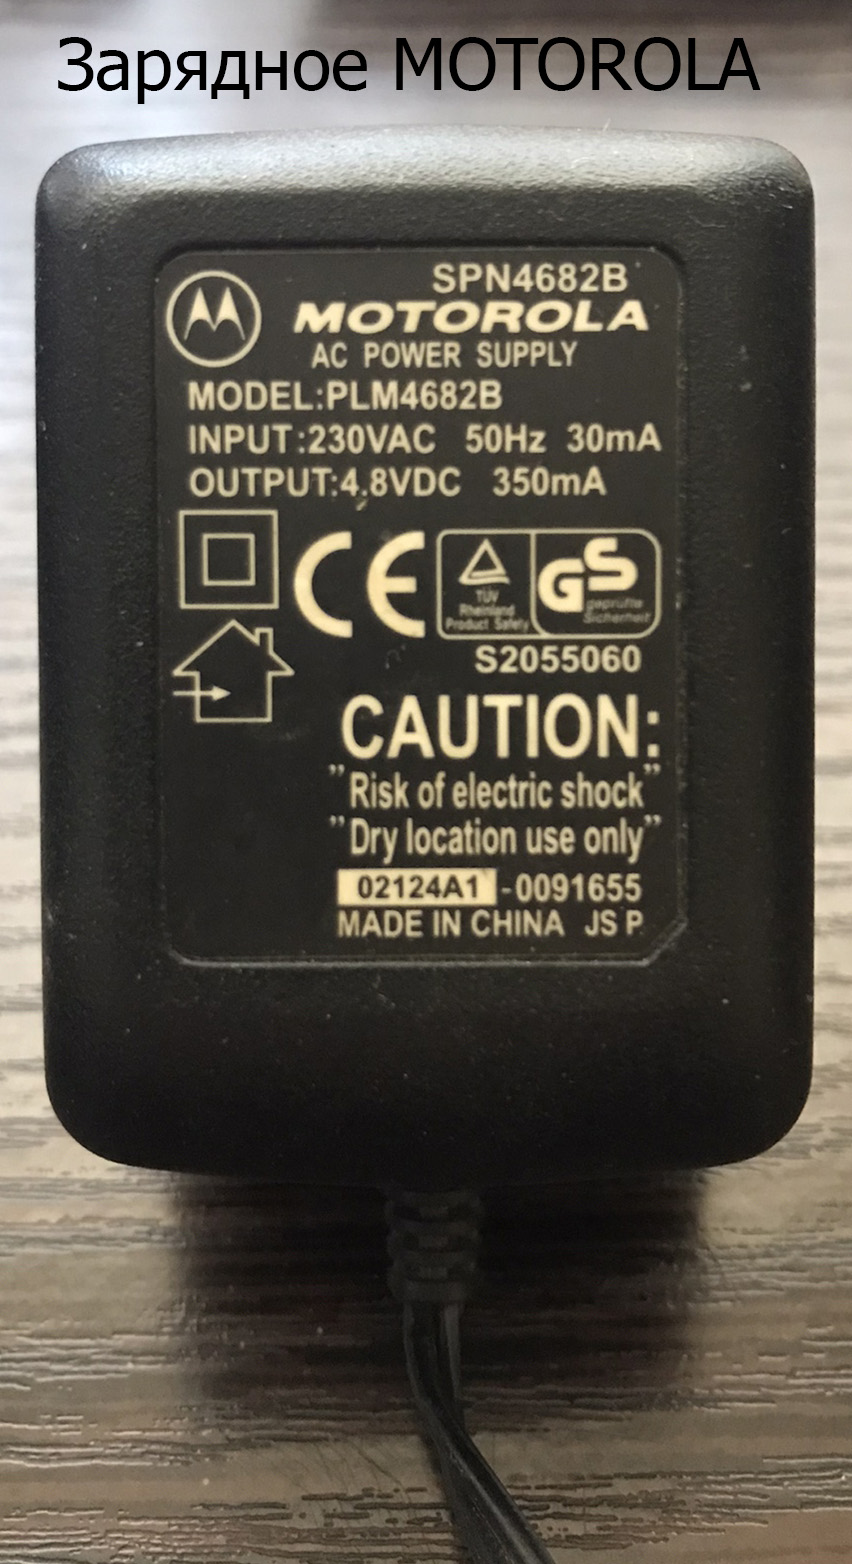 Зарядное MOTOROLA
SPN4682B
MOTOROLA
AC POWER SUPPLY
MODEL:PLM4682B
INPUT:230VAC 50Hz 30mA
OUTPUT:4.8VDC 350mA
CE
TÜV
Rheinland
Product Safety
GS
geprüfte
Sicherheit
S2055060
CAUTION:
"Risk of electric shock"
"Dry location use only"
02124A1-0091655
MADE IN CHINA JS P